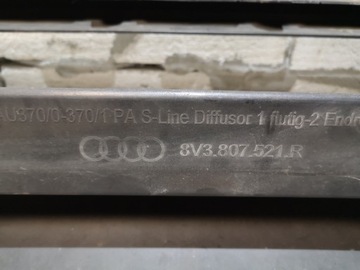 AU370/0-370/1 PA S-Line Diffusor 1-flutig-2 Endr
8V3.807.521.R